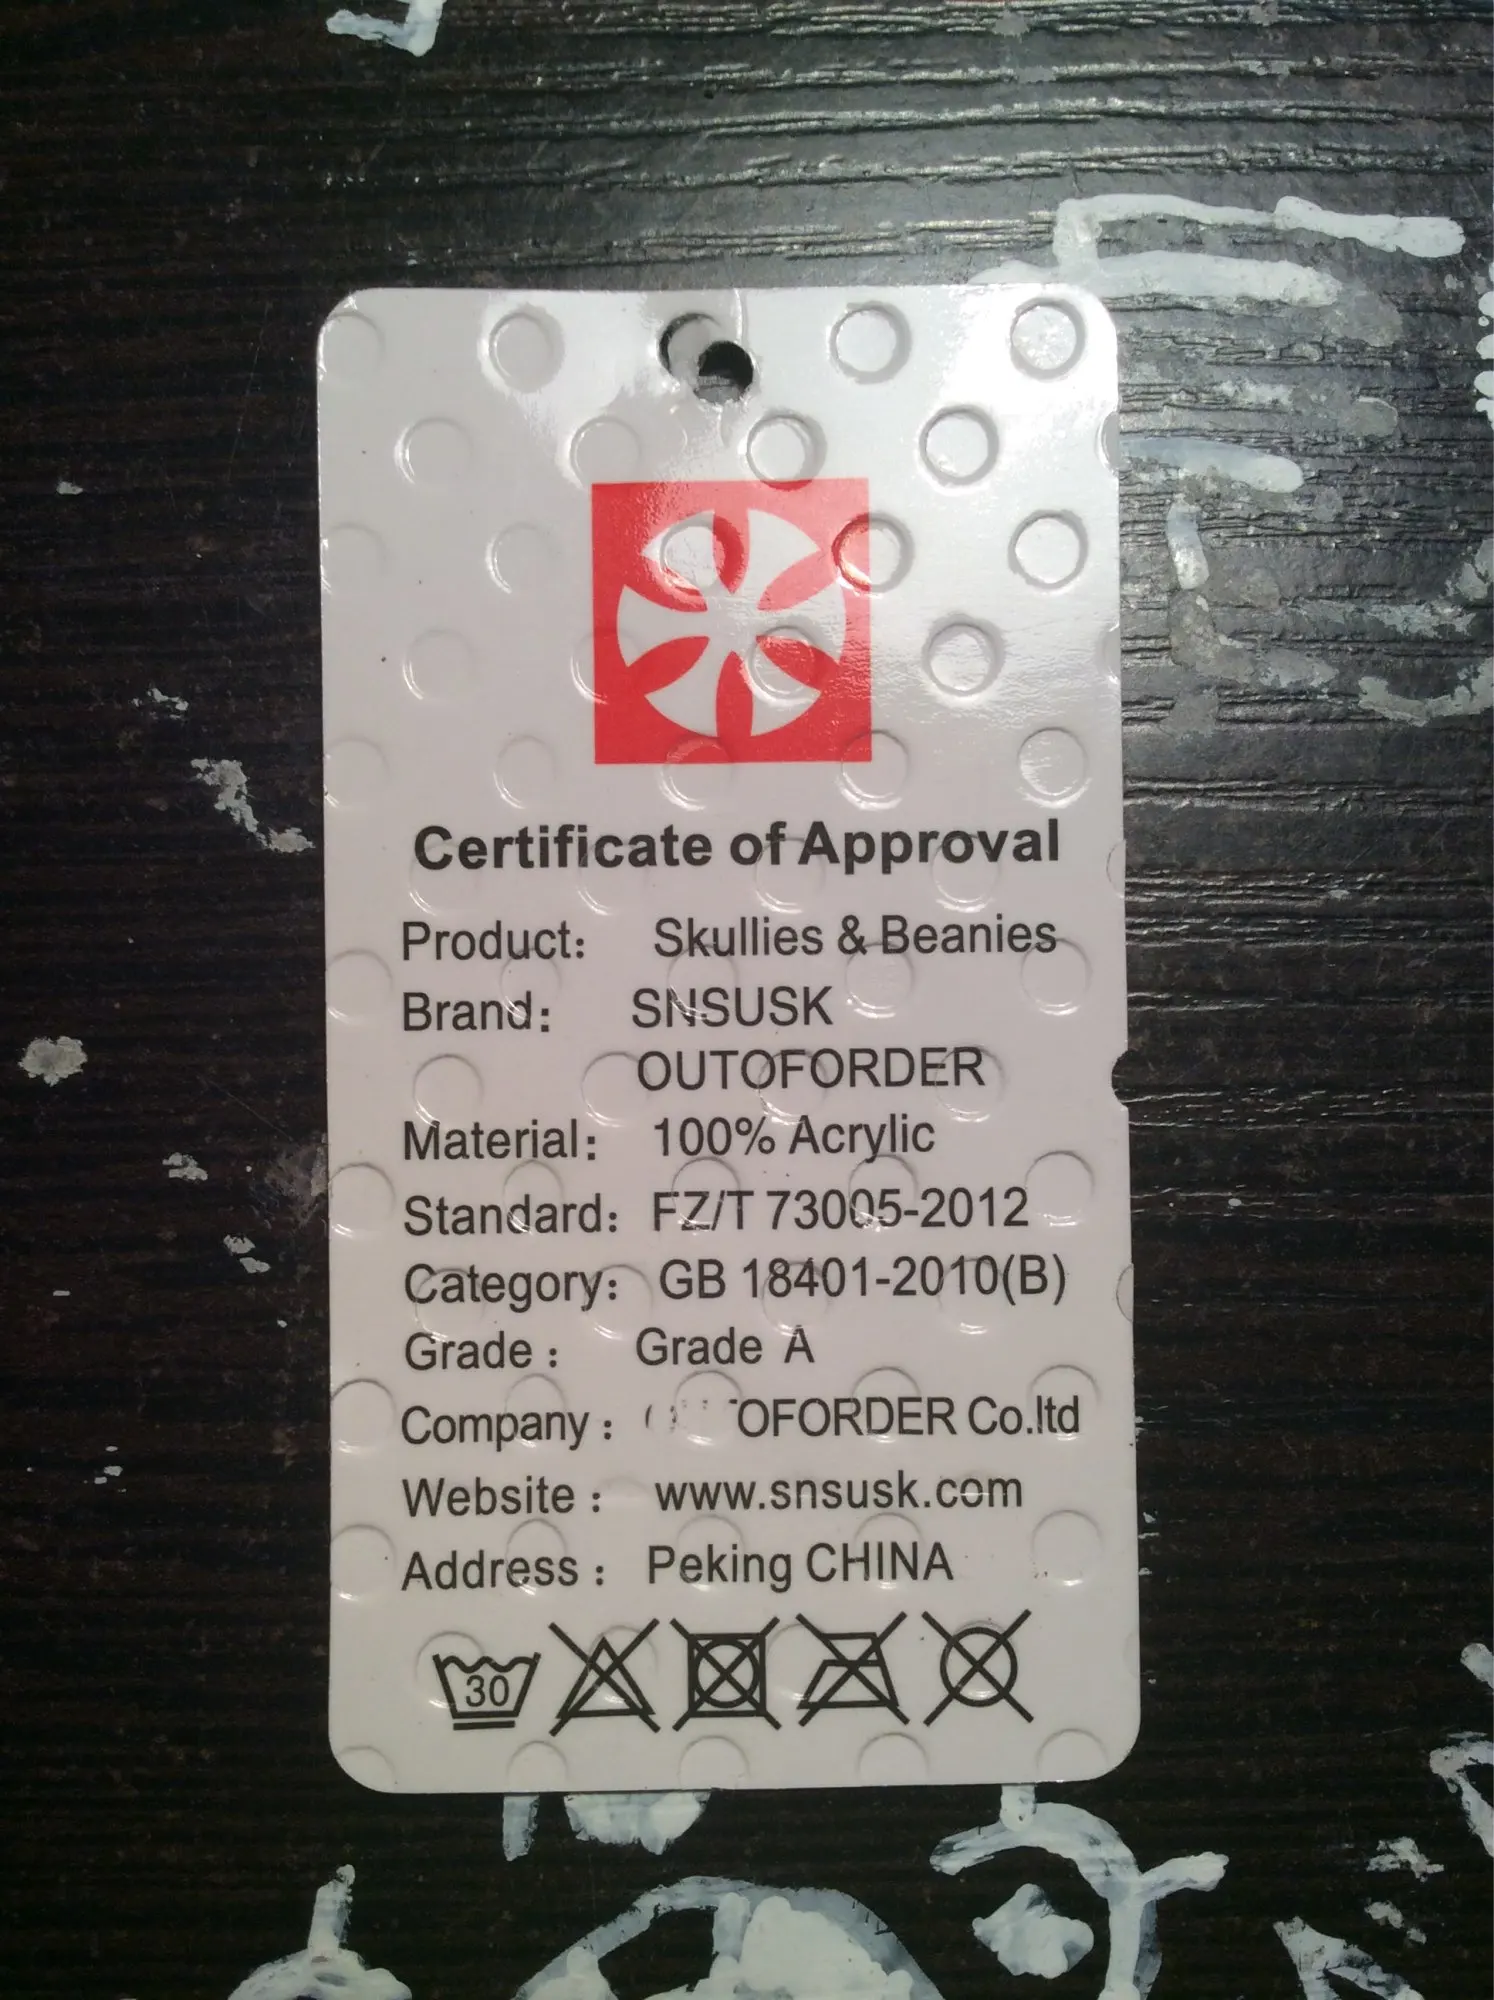 Certificate of Approval
Product: Skullies & Beanies
Brand: SNSUSK
OUTOFORDER
Material: 100% Acrylic
Standard: FZ/T 73005-2012
Category: GB 18401-2010(B)
Grade: Grade A
Company: Co.ltd
Website: www.snsusk.com
Address: Peking CHINA
30